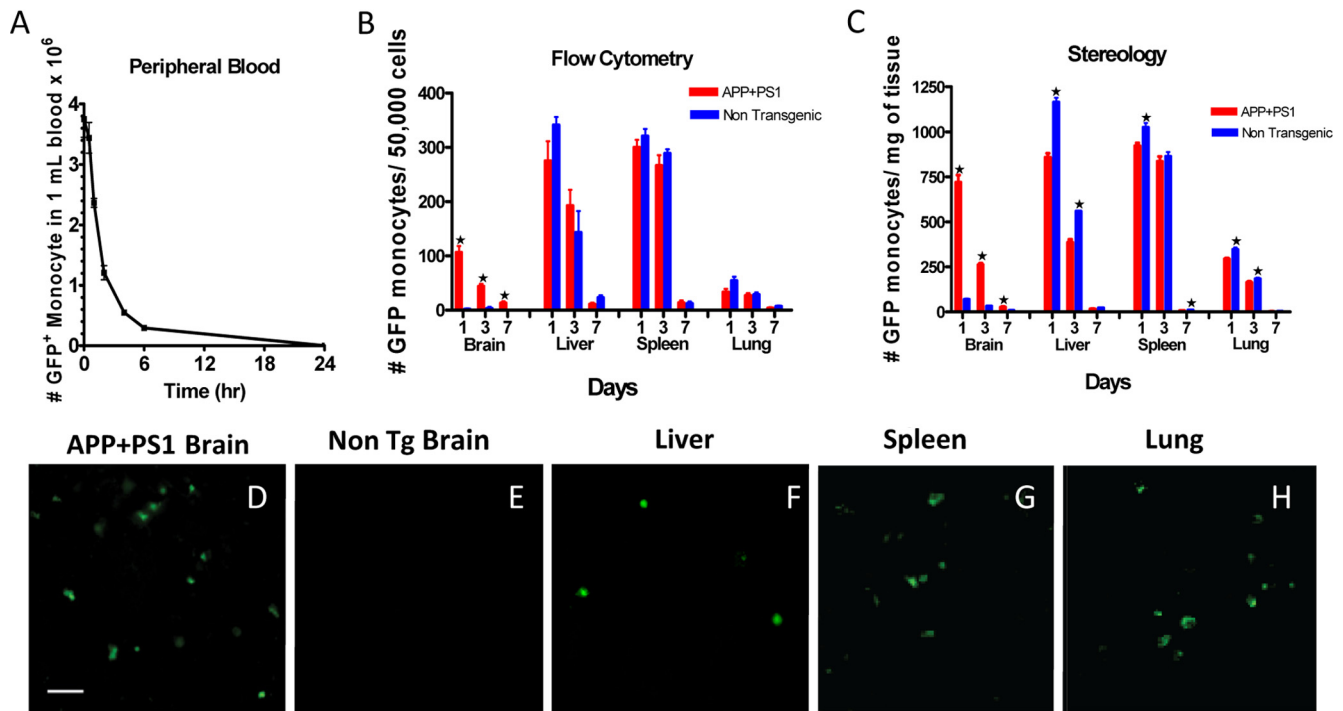 A
# GFP+ Monocyte in 1 mL blood x 10⁶
Peripheral Blood
4
3
2
1
0
0 6 12 18 24
Time (hr)
B
# GFP monocytes/ 50,000 cells
Flow Cytometry
APP+PS1
Non Transgenic
400
300
200
100
0
1 3 7 1 3 7 1 3 7 1 3 7
Brain Liver Spleen Lung
Days
C
# GFP monocytes/ mg of tissue
Stereology
APP+PS1
Non Transgenic
1250
1000
750
500
250
0
1 3 7 1 3 7 1 3 7 1 3 7
Brain Liver Spleen Lung
Days
APP+PS1 Brain
D
Non Tg Brain
E
Liver
F
Spleen
G
Lung
H